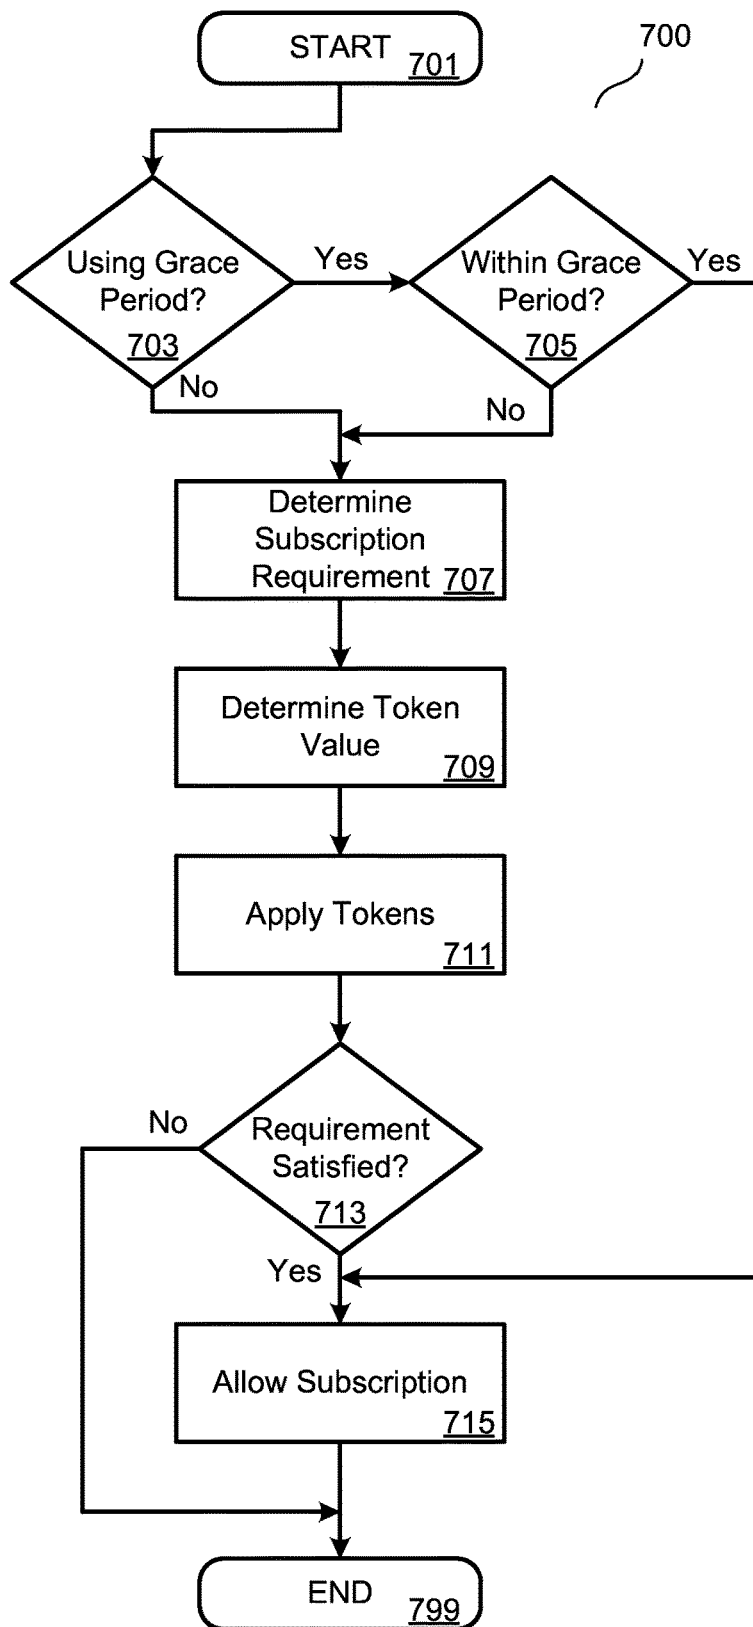 START 701
700
Using Grace
Period?
703
Yes
Within Grace
Period?
705
Yes
No
No
Determine
Subscription
Requirement 707
Determine Token
Value
709
Apply Tokens
711
No
Requirement
Satisfied?
713
Yes
Allow Subscription
715
END 799